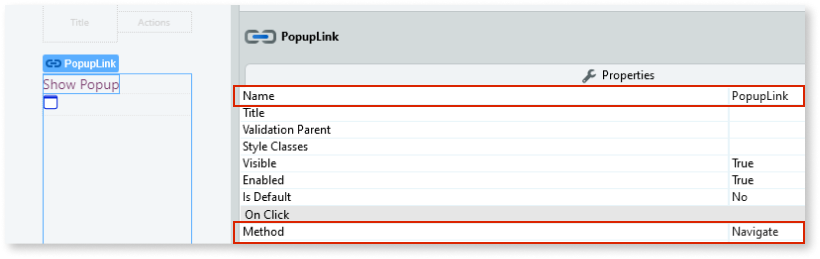 Title Actions
PopupLink
Show Popup
PopupLink
Properties
Name PopupLink
Title
Validation Parent
Style Classes
Visible True
Enabled True
Is Default No
On Click
Method Navigate